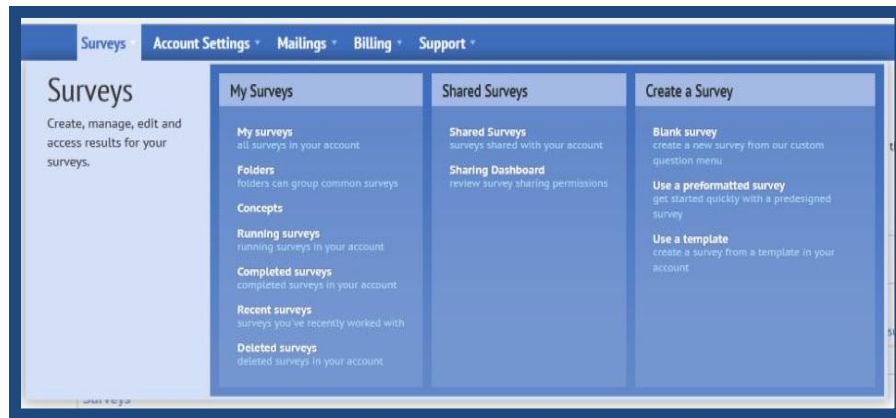 Surveys Account Settings Mailings Billing Support
Surveys
Create, manage, edit and
access results for your
surveys.
My Surveys
My surveys
all surveys in your account
Folders
folders can group common surveys
Concepts
Running surveys
running surveys in your account
Completed surveys
completed surveys in your account
Recent surveys
surveys you've recently worked with
Deleted surveys
deleted surveys in your account
Shared Surveys
Shared Surveys
surveys shared with your account
Sharing Dashboard
review survey sharing permissions
Create a Survey
Blank survey
create a new survey from our custom
question menu
Use a preformatted survey
get started quickly with a predesigned
survey
Use a template
create a survey from a template in your
account
Surveys